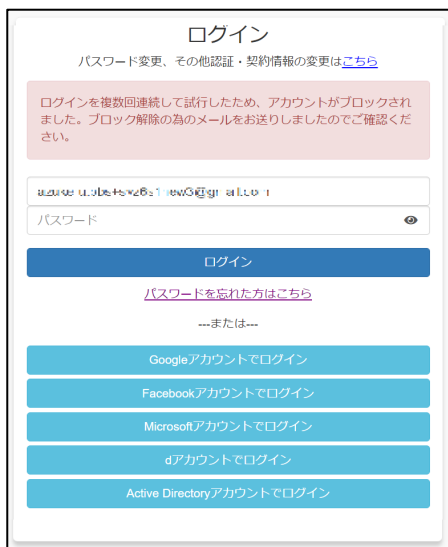 ログイン
パスワード変更、その他認証・契約情報の変更はこちら
ログインを複数回連続して試行したため、アカウントがブロックされ
ました。ブロック解除の為のメールをお送りしましたのでご確認くだ
さい。
パスワード
ログイン
パスワードを忘れた方はこちら
---または---
Googleアカウントでログイン
Facebookアカウントでログイン
Microsoftアカウントでログイン
dアカウントでログイン
Active Directoryアカウントでログイン